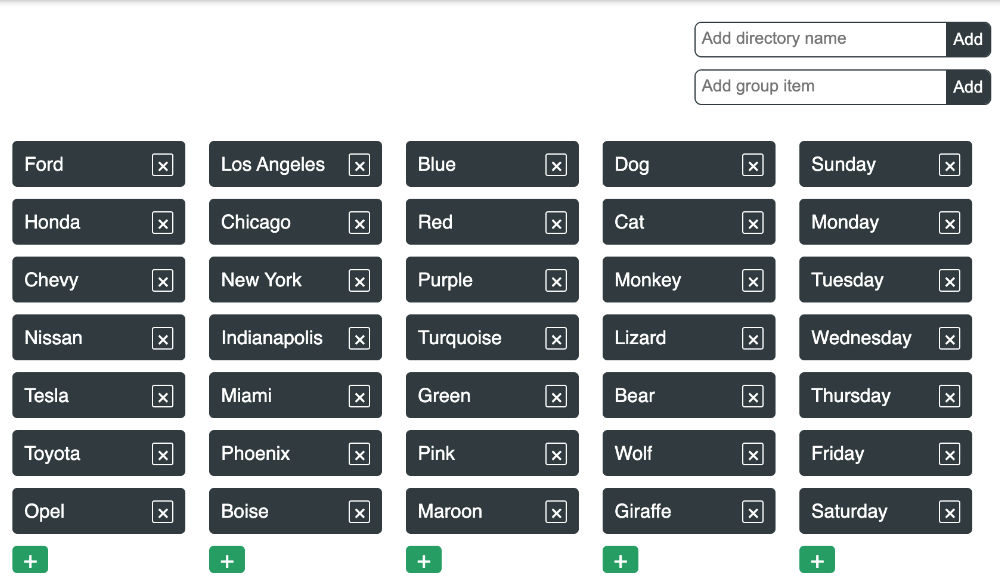 Add directory name Add
Add group item Add
Ford Los Angeles Blue Dog Sunday
Honda Chicago Red Cat Monday
Chevy New York Purple Monkey Tuesday
Nissan Indianapolis Turquoise Lizard Wednesday
Tesla Miami Green Bear Thursday
Toyota Phoenix Pink Wolf Friday
Opel Boise Maroon Giraffe Saturday
+ + + + +